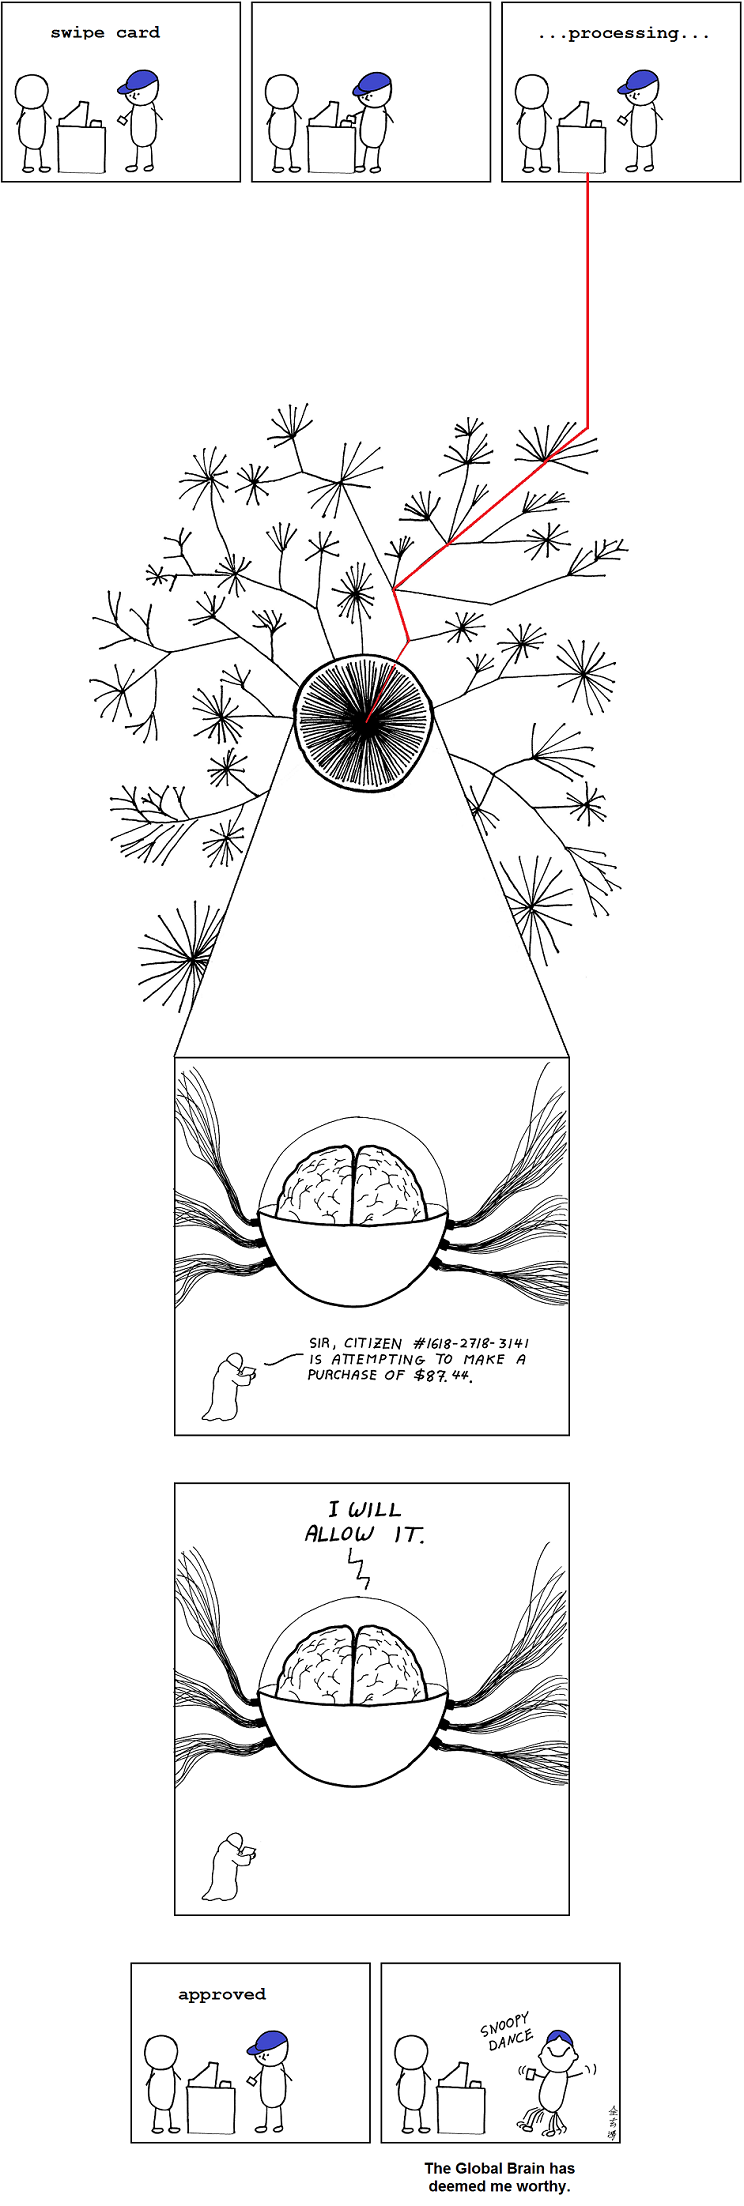 swipe card
...processing...
SIR, CITIZEN #1618-2718-3141
IS ATTEMPTING TO MAKE A
PURCHASE OF $87.44.
I WILL
ALLOW IT.
approved
SNOOPY
DANCE
The Global Brain has
deemed me worthy.